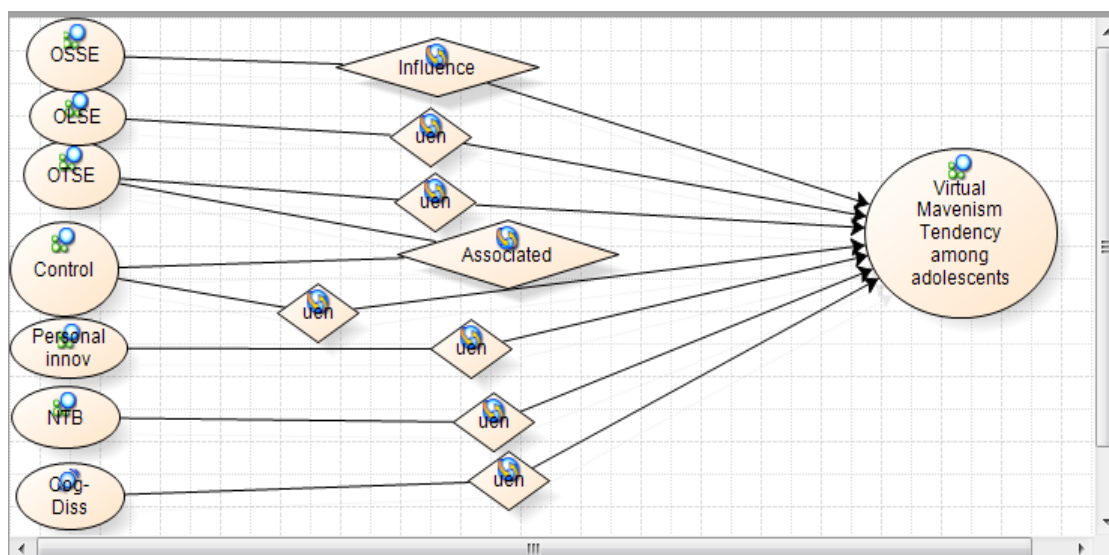 OSSE
Influence
OLSE
uen
OTSE
uen
Associated
Control
uen
Personal
innov
uen
NTB
uen
Cog-
Diss
uen
Virtual
Mavenism
Tendency
among
adolescents